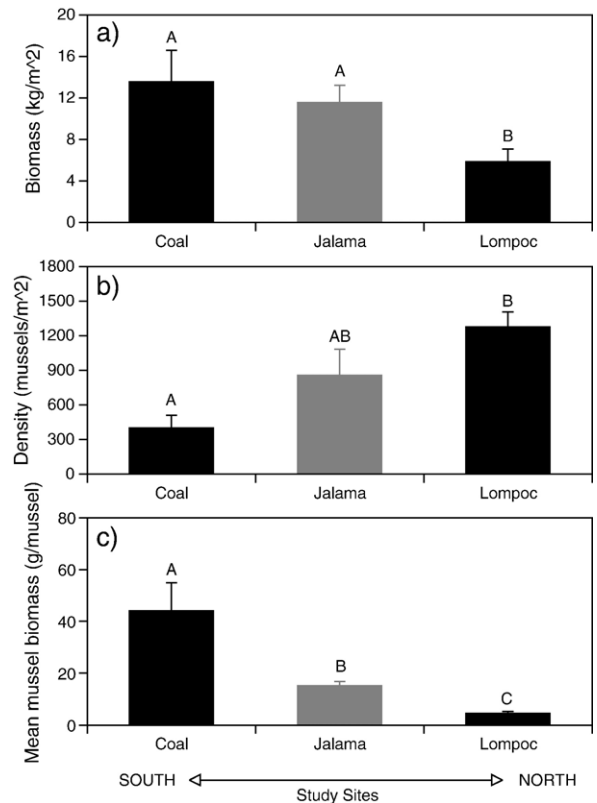 a)
Biomass (kg/m^2)
20
16
12
8
4
0
A
A
B
Coal
Jalama
Lompoc
b)
Density (mussels/m^2)
1800
1500
1200
900
600
300
0
A
AB
B
Coal
Jalama
Lompoc
c)
Mean mussel biomass (g/mussel)
80
60
40
20
0
A
B
C
Coal
Jalama
Lompoc
SOUTH
NORTH
Study Sites